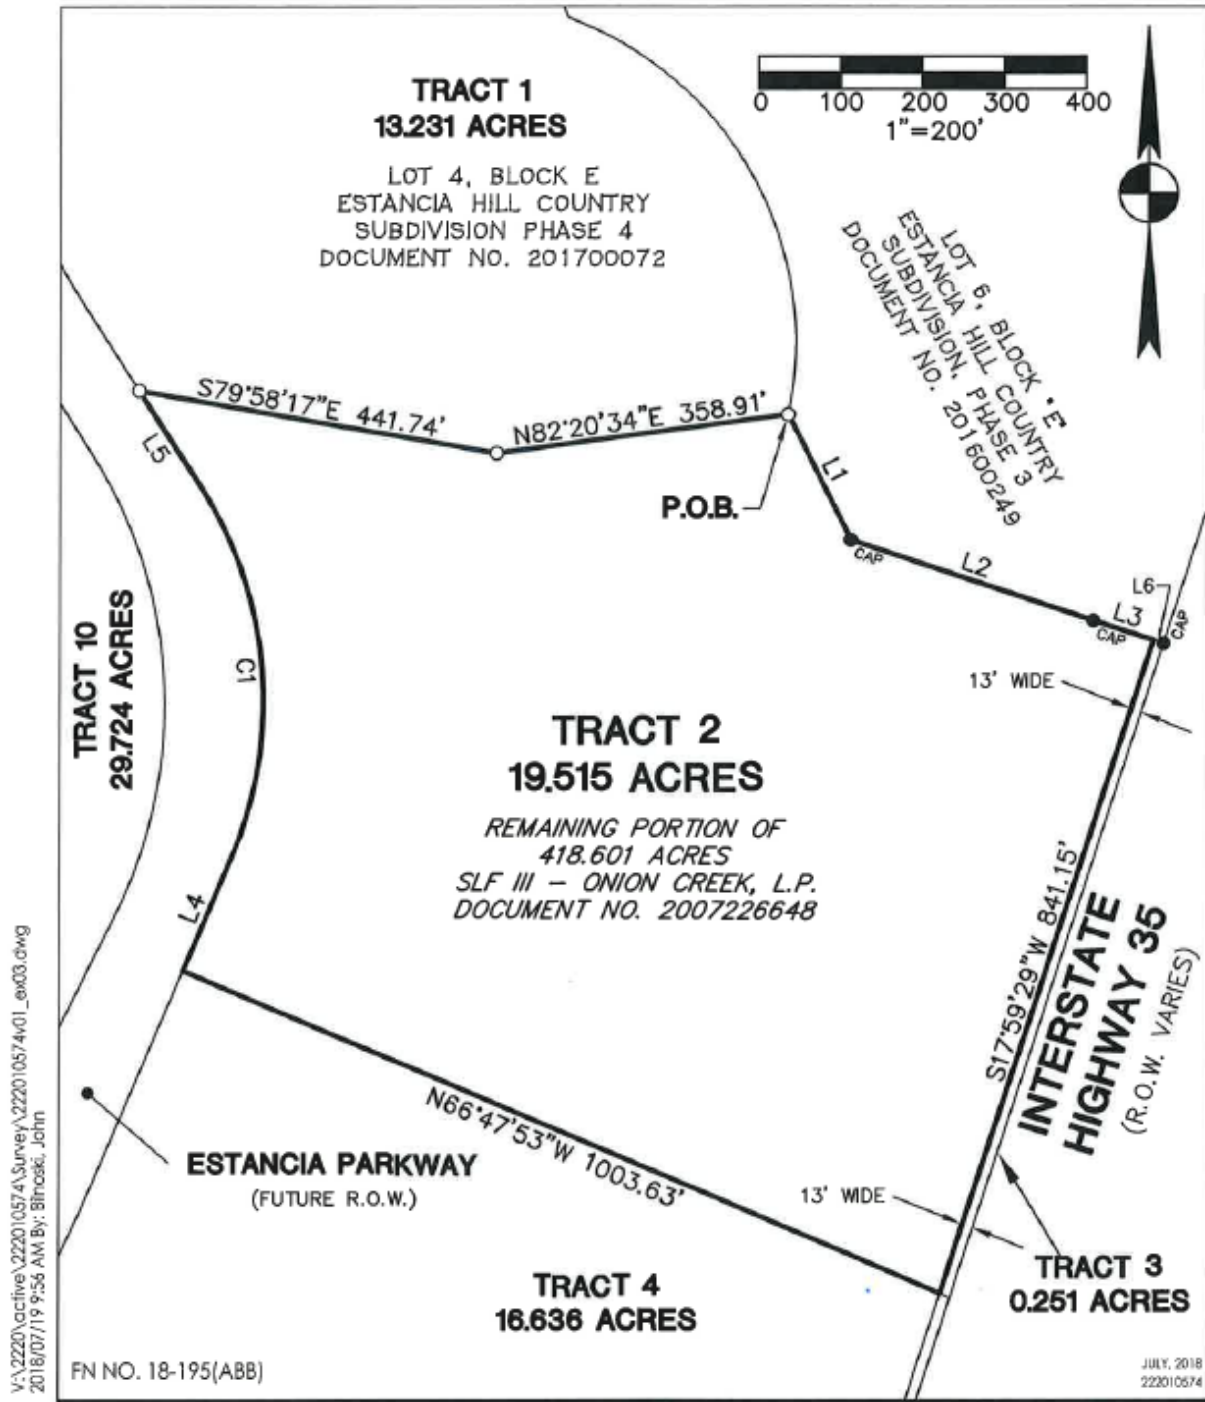 TRACT 1
13.231 ACRES
LOT 4, BLOCK E
ESTANCIA HILL COUNTRY
SUBDIVISION PHASE 4
DOCUMENT NO. 201700072
0 100 200 300 400
1"=200'
LOT 6, BLOCK "E"
ESTANCIA HILL COUNTRY
SUBDIVISION, PHASE 3
DOCUMENT NO. 201600249
S79°58'17"E 441.74'
N82°20'34"E 358.91'
L5
L1
P.O.B.
CAP
L2
L6
L3
CAP
CAP
TRACT 10
29.724 ACRES
C1
13' WIDE
TRACT 2
19.515 ACRES
REMAINING PORTION OF
418.601 ACRES
SLF III – ONION CREEK, L.P.
DOCUMENT NO. 2007226648
L4
S17°59'29"W 841.15'
INTERSTATE
HIGHWAY 35
(R.O.W. VARIES)
N66°47'53"W 1003.63'
ESTANCIA PARKWAY
(FUTURE R.O.W.)
13' WIDE
TRACT 3
0.251 ACRES
TRACT 4
16.636 ACRES
FN NO. 18-195(ABB)
JULY, 2018
222010574
V:\2220\active\222010574\Survey\222010574v01_ex03.dwg
2018/07/19 9:56 AM By: Bilnoski, John